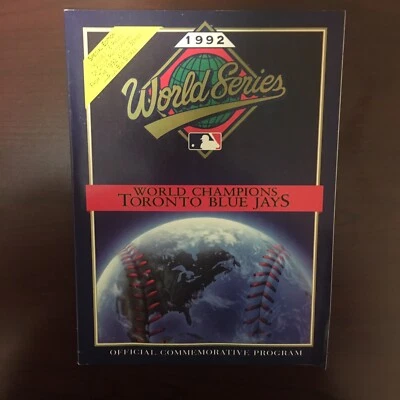 1992
World Series
WORLD CHAMPIONS
TORONTO BLUE JAYS
OFFICIAL COMMEMORATIVE PROGRAM